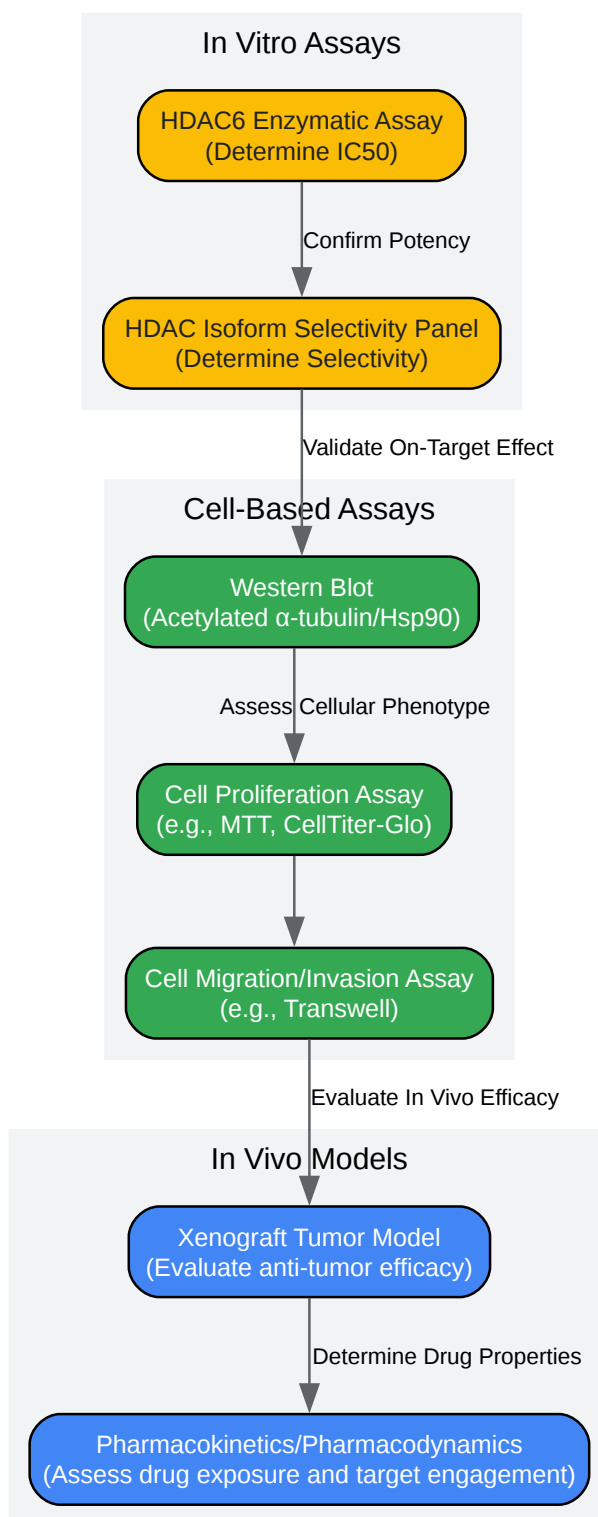 In Vitro Assays
HDAC6 Enzymatic Assay
(Determine IC50)
Confirm Potency
HDAC Isoform Selectivity Panel
(Determine Selectivity)
Validate On-Target Effect
Cell-Based Assays
Western Blot
(Acetylated α-tubulin/Hsp90)
Assess Cellular Phenotype
Cell Proliferation Assay
(e.g., MTT, CellTiter-Glo)
Cell Migration/Invasion Assay
(e.g., Transwell)
Evaluate In Vivo Efficacy
In Vivo Models
Xenograft Tumor Model
(Evaluate anti-tumor efficacy)
Determine Drug Properties
Pharmacokinetics/Pharmacodynamics
(Assess drug exposure and target engagement)